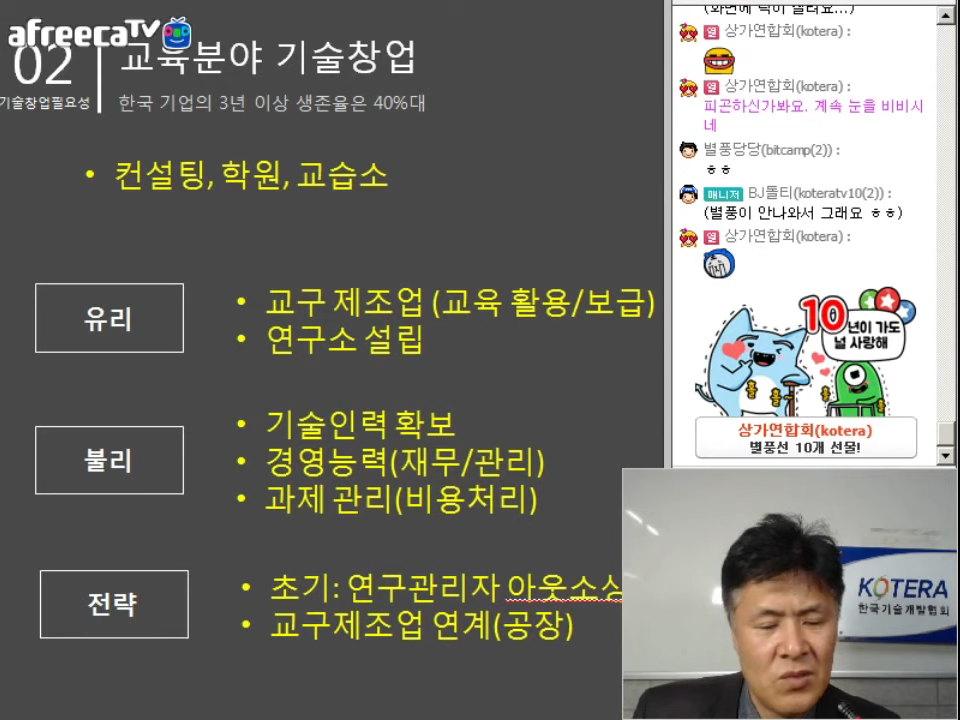 afreecaTV
02
기술창업필요성
교육분야 기술창업
한국 기업의 3년 이상 생존율은 40%대
• 컨설팅, 학원, 교습소
유리
• 교구 제조업 (교육 활용/보급)
• 연구소 설립
불리
• 기술인력 확보
• 경영능력(재무/관리)
• 과제 관리(비용처리)
전략
• 초기: 연구관리자 아웃소싱
• 교구제조업 연계(공장)
열 상가연합회(kotera) :
열 상가연합회(kotera) :
피곤하신가봐요. 계속 눈을 비비시
네
별풍당당(bitcamp(2)) :
ㅎㅎ
매니저 BJ돌티(koteratv10(2)) :
(별풍이 안나와서 그래요 ㅎㅎ)
열 상가연합회(kotera) :
10년이 가도
널 사랑해
상가연합회(kotera)
별풍선 10개 선물!
KOTERA
한국기술개발협회